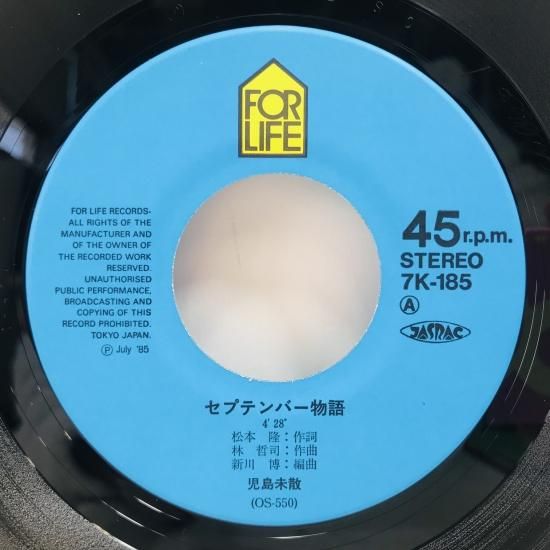 FOR
LIFE
FOR LIFE RECORDS-
ALL RIGHTS OF THE
MANUFACTURER AND
OF THE OWNER OF
THE RECORDED WORK
RESERVED.
UNAUTHORISED
PUBLIC PERFORMANCE,
BROADCASTING AND
COPYING OF THIS
RECORD PROHIBITED.
TOKYO JAPAN.
Ⓟ July '85
45 r.p.m.
STEREO
7K-185
Ⓐ
JASRAC
セプテンバー物語
4' 28"
松本 隆：作詞
林 哲司：作曲
新川 博：編曲
児島未散
(OS-550)